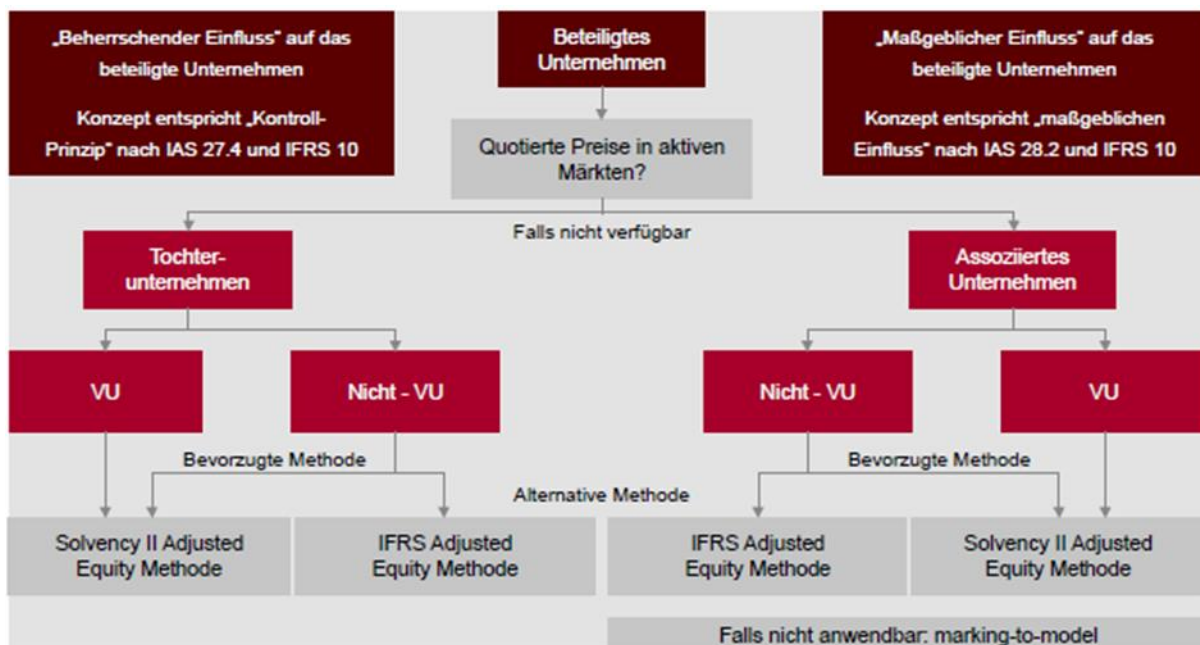 „Beherrschender Einfluss“ auf das
beteiligte Unternehmen
Konzept entspricht „Kontroll-
Prinzip“ nach IAS 27.4 und IFRS 10
Beteiligtes
Unternehmen
„Maßgeblicher Einfluss“ auf das
beteiligte Unternehmen
Konzept entspricht „maßgeblichen
Einfluss“ nach IAS 28.2 und IFRS 10
Quotierte Preise in aktiven
Märkten?
Falls nicht verfügbar
Tochter-
unternehmen
Assoziiertes
Unternehmen
VU
Nicht - VU
Nicht - VU
VU
Bevorzugte Methode
Bevorzugte Methode
Alternative Methode
Solvency II Adjusted
Equity Methode
IFRS Adjusted
Equity Methode
IFRS Adjusted
Equity Methode
Solvency II Adjusted
Equity Methode
Falls nicht anwendbar: marking-to-model